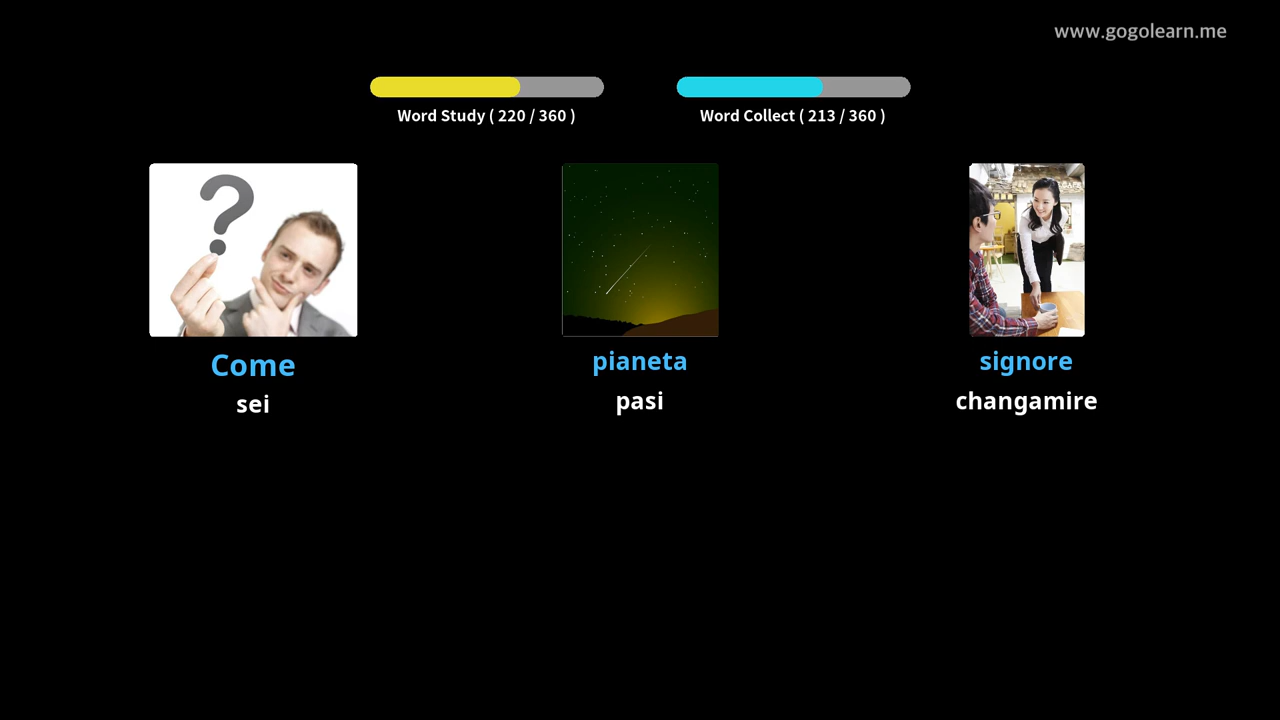 www.gogolearn.me
Word Study ( 220 / 360 )
Word Collect ( 213 / 360 )
Come
pianeta
signore
sei
pasi
changamire